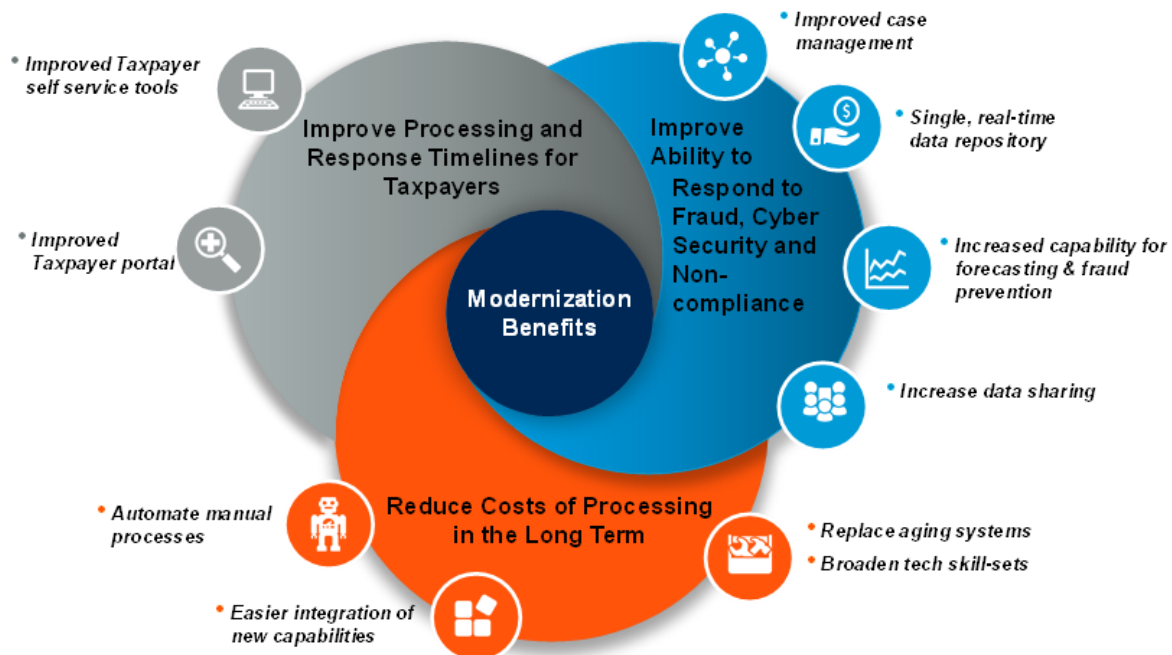 • Improved Taxpayer
self service tools
• Improved
Taxpayer portal
Improve Processing and
Response Timelines for
Taxpayers
Improve
Ability to
Respond to
Fraud, Cyber
Security and
Non-
compliance
• Improved case
management
$
• Single, real-time
data repository
• Increased capability for
forecasting & fraud
prevention
• Increase data sharing
Modernization
Benefits
Reduce Costs of Processing
in the Long Term
• Automate manual
processes
• Easier integration of
new capabilities
• Replace aging systems
• Broaden tech skill-sets